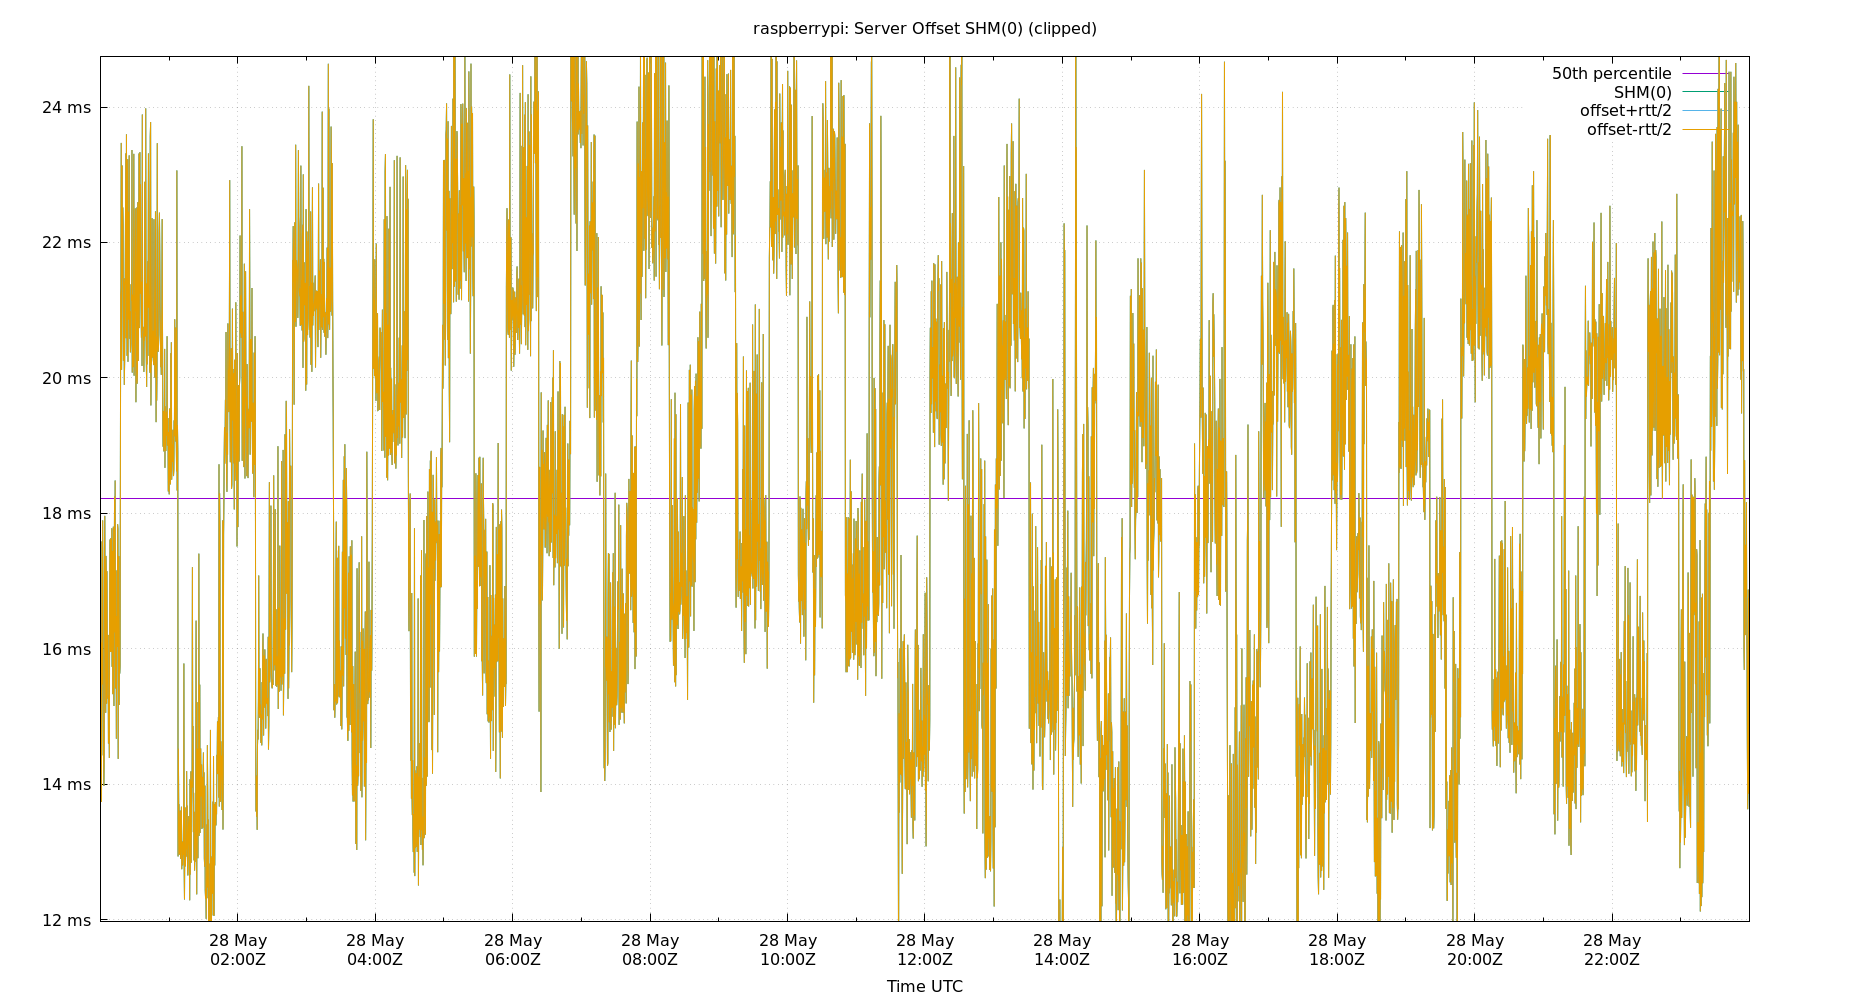 raspberrypi: Server Offset SHM(0) (clipped)
50th percentile
SHM(0)
offset+rtt/2
offset-rtt/2
24 ms
22 ms
20 ms
18 ms
16 ms
14 ms
12 ms
28 May 28 May 28 May 28 May 28 May 28 May 28 May 28 May 28 May 28 May 28 May
02:00Z 04:00Z 06:00Z 08:00Z 10:00Z 12:00Z 14:00Z 16:00Z 18:00Z 20:00Z 22:00Z
Time UTC